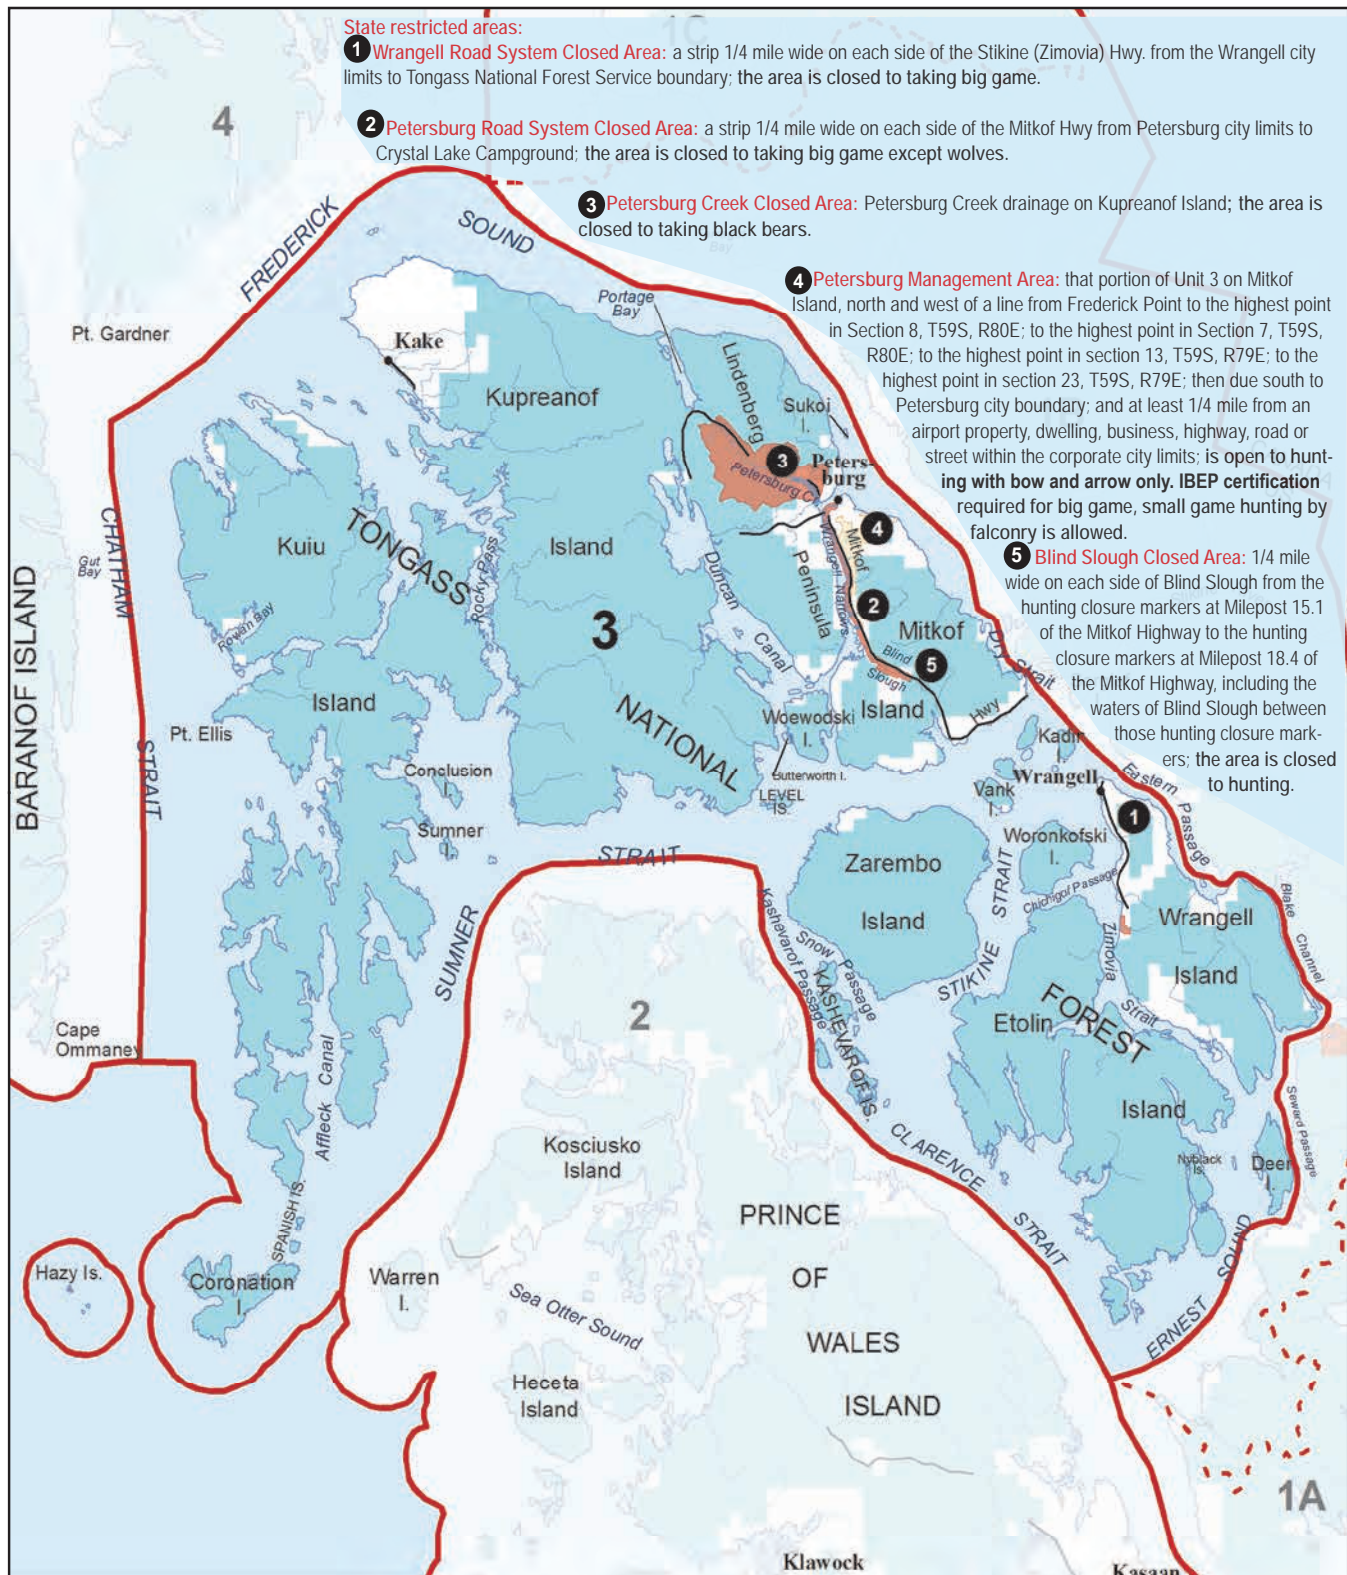 State restricted areas:
1 Wrangell Road System Closed Area: a strip 1/4 mile wide on each side of the Stikine (Zimovia) Hwy. from the Wrangell city
limits to Tongass National Forest Service boundary; the area is closed to taking big game.
2 Petersburg Road System Closed Area: a strip 1/4 mile wide on each side of the Mitkof Hwy from Petersburg city limits to
Crystal Lake Campground; the area is closed to taking big game except wolves.
3 Petersburg Creek Closed Area: Petersburg Creek drainage on Kupreanof Island; the area is
closed to taking black bears.
4 Petersburg Management Area: that portion of Unit 3 on Mitkof
Island, north and west of a line from Frederick Point to the highest point
in Section 8, T59S, R80E; to the highest point in Section 7, T59S,
R80E; to the highest point in section 13, T59S, R79E; to the
highest point in section 23, T59S, R79E; then due south to
Petersburg city boundary; and at least 1/4 mile from an
airport property, dwelling, business, highway, road or
street within the corporate city limits; is open to hunt-
ing with bow and arrow only. IBEP certification
required for big game, small game hunting by
falconry is allowed.
5 Blind Slough Closed Area: 1/4 mile
wide on each side of Blind Slough from the
hunting closure markers at Milepost 15.1
of the Mitkof Highway to the hunting
closure markers at Milepost 18.4 of
the Mitkof Highway, including the
waters of Blind Slough between
those hunting closure mark-
ers; the area is closed
to hunting.
1C
4
FREDERICK
SOUND
Portage
Bay
Pt. Gardner
Kake
Lindenberg
Kupreanof
Sukoi
I.
3
Peters-
burg
Petersburg C
4
CHATHAM
TONGASS
Kuiu
Island
Rocky Pass
Duncan
Peninsula
Wrangell Narrows
Mitkof
Gut
Bay
BARANOF ISLAND
2
Mitkof
3
Rowan Bay
Canal
Blind
5
Slough
Dry Strait
Island
NATIONAL
Woewodski
I.
Island
Hwy
Pt. Ellis
STRAIT
Kadin
I.
Conclusion
I.
Butterworth I.
LEVEL
IS.
Wrangell
Vank
I.
Eastern
Passage
1
Sumner
I.
Woronkofski
I.
STRAIT
Zarembo
Island
STRAIT
Chichigof Passage
Blake
Channel
Kashevarof Passage
Snow
Passage
Wrangell
Island
SUMNER
Zimovia
Strait
STIKINE
KASHEVAROF IS.
FOREST
2
Etolin
Cape
Ommaney
Affleck
Canal
Island
Seward Passage
CLARENCE
Kosciusko
Island
Niblack
Is.
Deer
I.
SPANISH IS.
PRINCE
STRAIT
SOUND
Hazy Is.
Coronation
I.
Warren
I.
OF
Sea Otter Sound
ERNEST
WALES
Heceta
Island
ISLAND
1A
Klawock
Kasaan